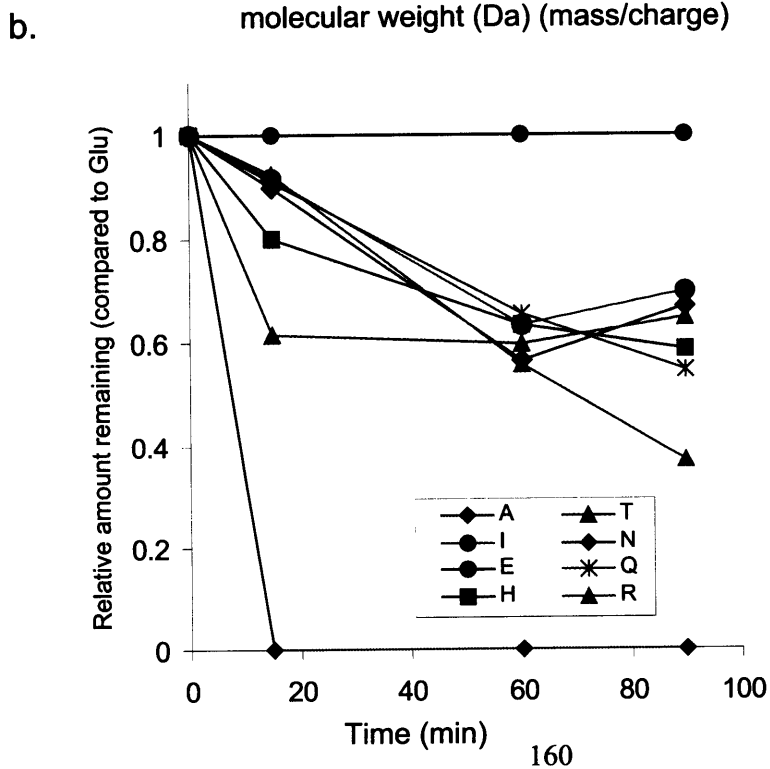 molecular weight (Da) (mass/charge)
b.
Relative amount remaining (compared to Glu)
1
0.8
0.6
0.4
0.2
0
A T
I N
E Q
H R
0 20 40 60 80 100
Time (min)
160